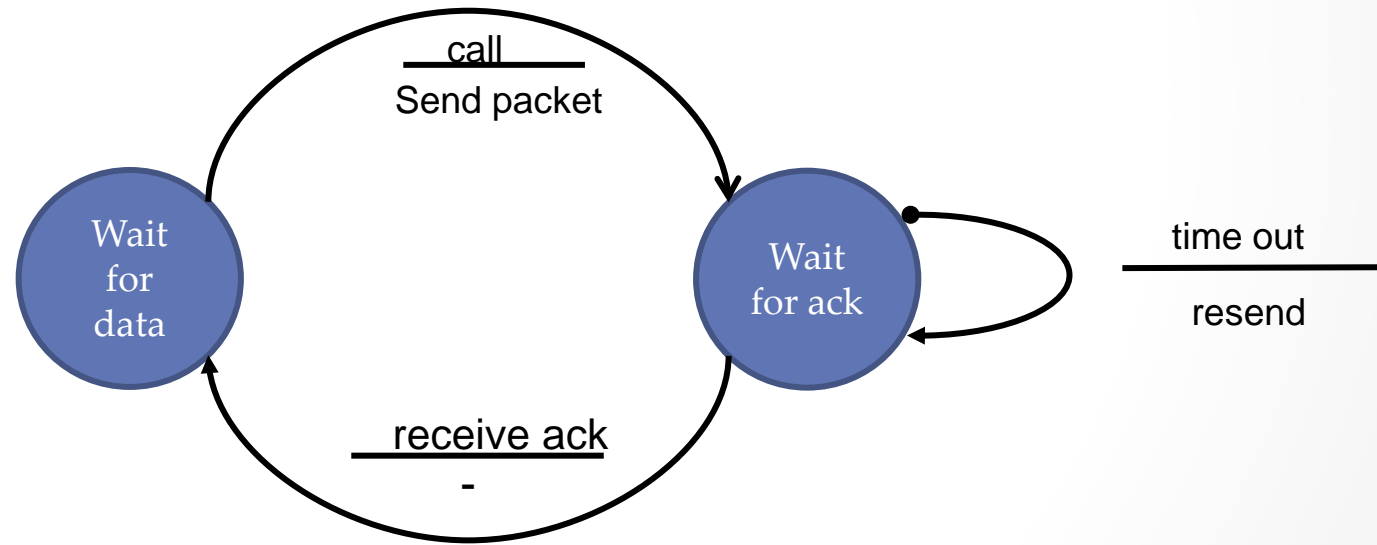 call
Send packet
Wait
for
data
Wait
for ack
time out
resend
receive ack
-